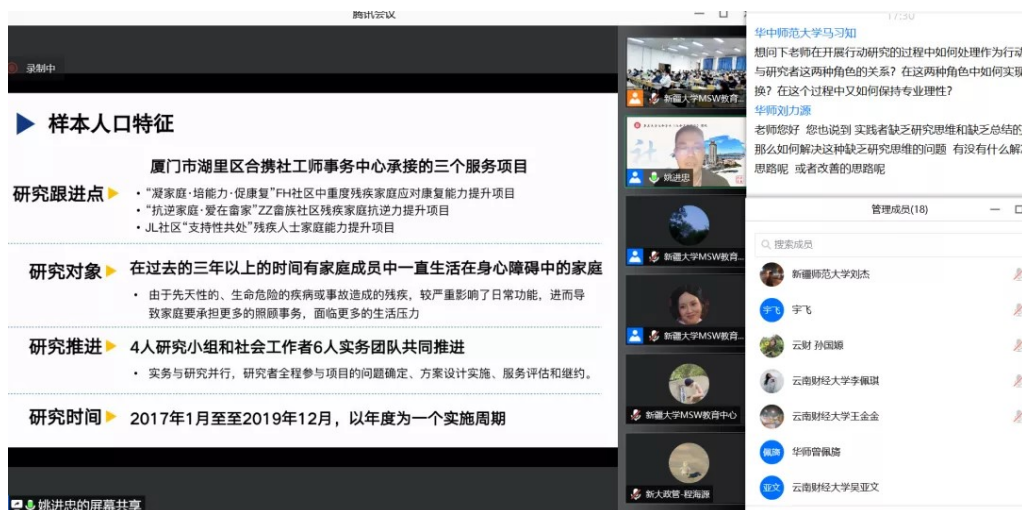 腾讯会议
录制中
样本人口特征
厦门市湖里区合携社工师事务中心承接的三个服务项目
研究跟进点
• “凝家庭·培能力·促康复”FH社区中重度残疾家庭应对康复能力提升项目
• “抗逆家庭·爱在畲家”ZZ畲族社区残疾家庭抗逆力提升项目
• JL社区“支持性共处”残疾人士家庭能力提升项目
研究对象
在过去的三年以上的时间有家庭成员中一直生活在身心障碍中的家庭
• 由于先天性的、生命危险的疾病或事故造成的残疾，较严重影响了日常功能，进而导
致家庭要承担更多的照顾事务，面临更多的生活压力
研究推进
4人研究小组和社会工作者6人实务团队共同推进
• 实务与研究并行，研究者全程参与项目的问题确定、方案设计实施、服务评估和继约。
研究时间
2017年1月至至2019年12月，以年度为一个实施周期
姚进忠的屏幕共享
新疆大学MSW教育...
姚进忠
新疆大学MSW教育...
新疆大学MSW教育...
新疆大学MSW教育中心
新大政管-程海源
17:30
华中师范大学马习知
想问下老师在开展行动研究的过程中如何处理作为行动
与研究者这两种角色的关系？在这两种角色中如何实现
换？在这个过程中又如何保持专业理性？
华师刘力源
老师您好 您也说到 实践者缺乏研究思维和缺乏总结的
那么如何解决这种缺乏研究思维的问题 有没有什么解
思路呢 或者改善的思路呢
管理成员(18)
搜索成员
新疆师范大学刘杰
宇飞
宇飞
云财 孙国嫄
云南财经大学李佩琪
云南财经大学王金金
佩旖
华师曾佩旖
亚文
云南财经大学吴亚文